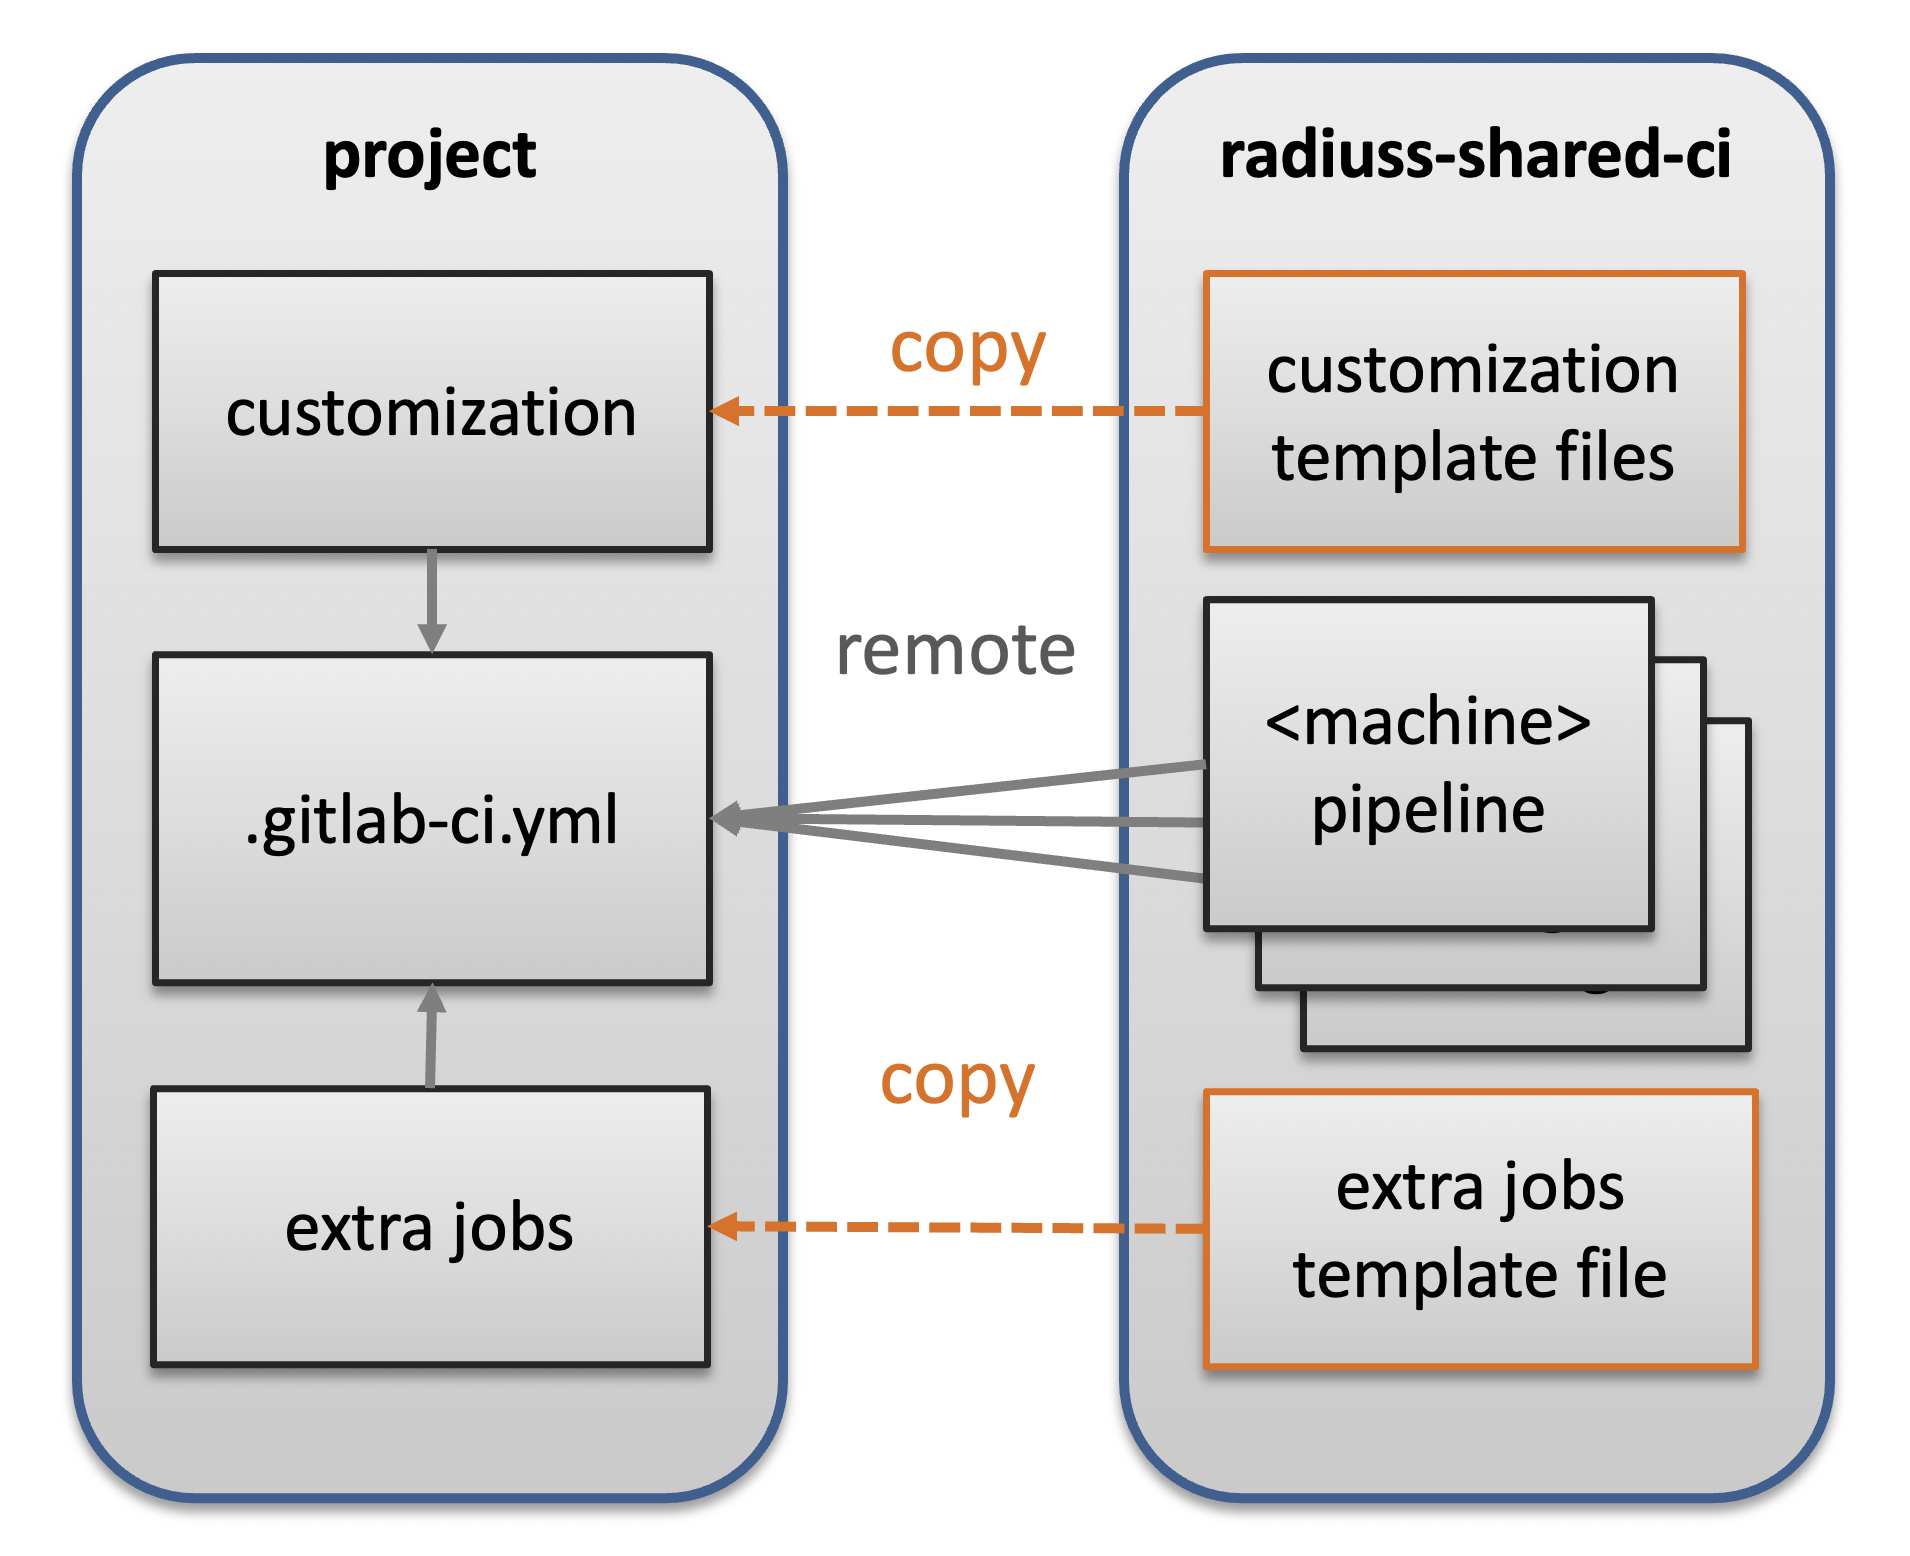 project
customization
.gitlab-ci.yml
extra jobs
copy
remote
copy
radiuss-shared-ci
customization
template files
<machine>
pipeline
extra jobs
template file